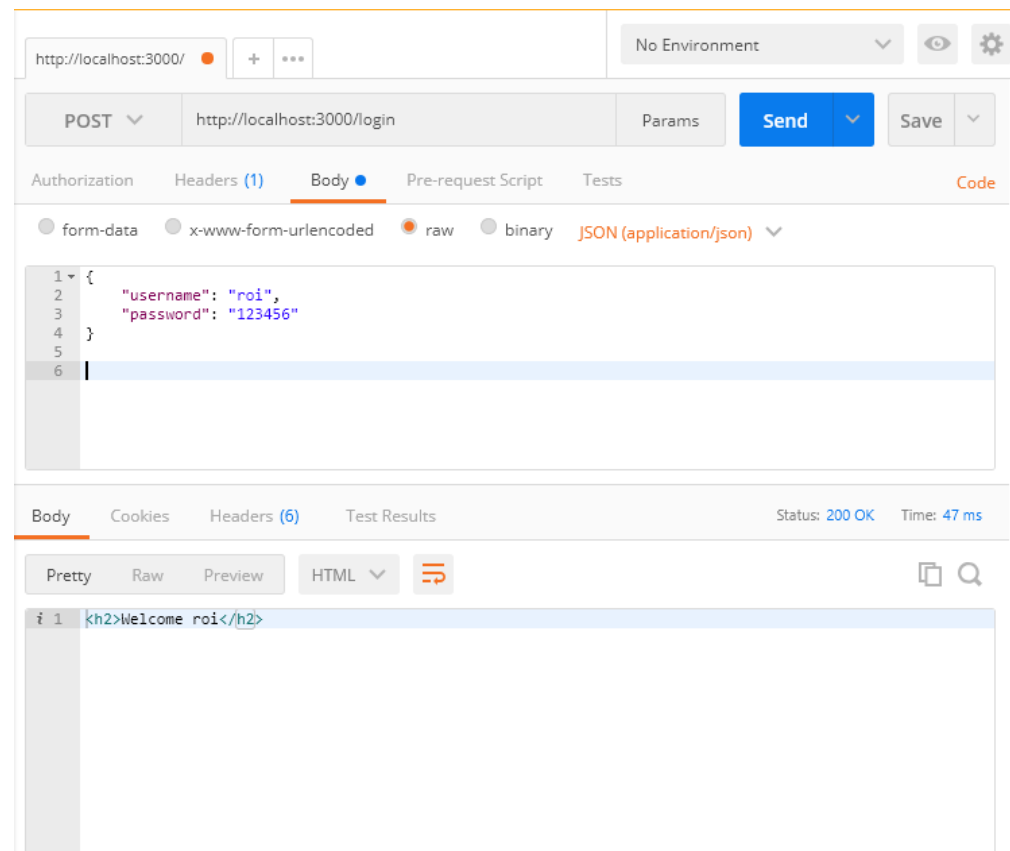 No Environment
http://localhost:3000/ + •••
POST http://localhost:3000/login Params Send Save
Authorization Headers (1) Body Pre-request Script Tests Code
form-data x-www-form-urlencoded raw binary JSON (application/json)
1 {
2 "username": "roi",
3 "password": "123456"
4 }
5
6
Body Cookies Headers (6) Test Results Status: 200 OK Time: 47 ms
Pretty Raw Preview HTML
i 1 <h2>Welcome roi</h2>